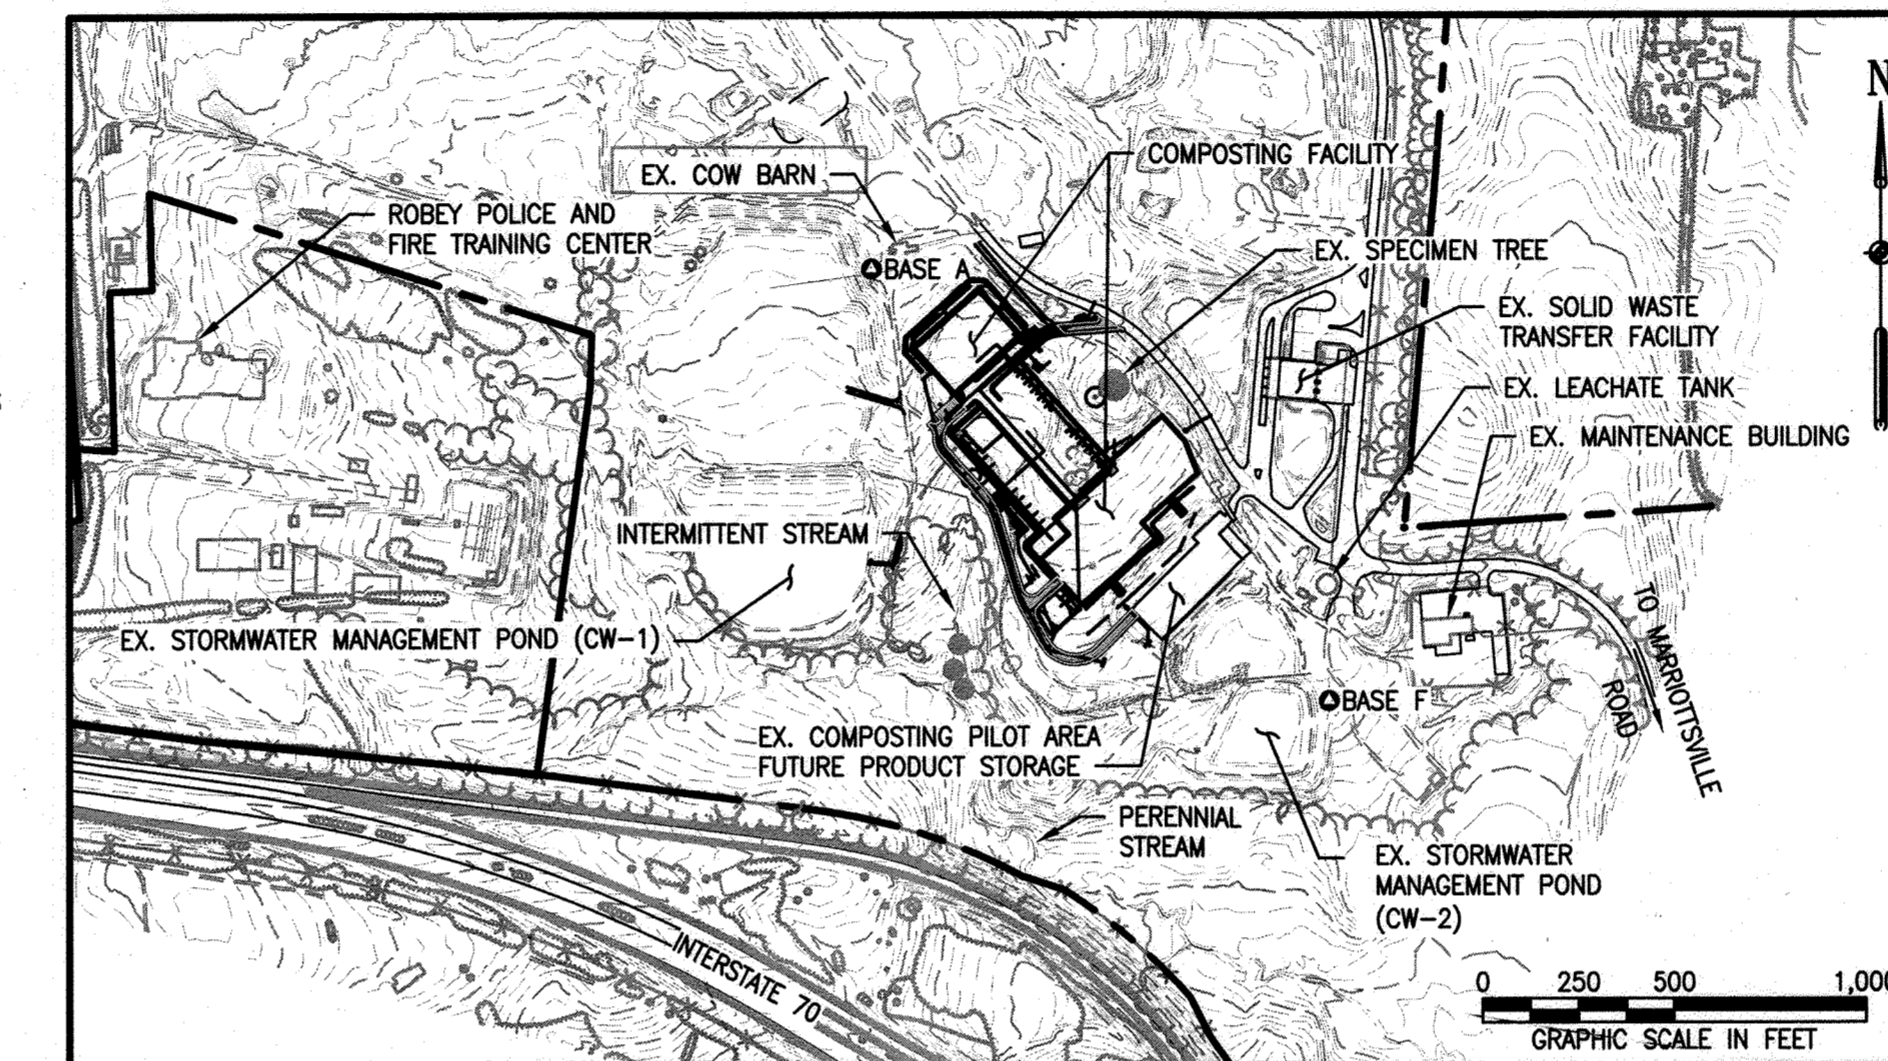 N
COMPOSTING FACILITY
EX. COW BARN
ROBEY POLICE AND
FIRE TRAINING CENTER
EX. SPECIMEN TREE
BASE A
EX. SOLID WASTE
TRANSFER FACILITY
EX. LEACHATE TANK
EX. MAINTENANCE BUILDING
INTERMITTENT STREAM
EX. STORMWATER MANAGEMENT POND (CW-1)
TO MARRIOTTSVILLE
ROAD
BASE F
EX. COMPOSTING PILOT AREA
FUTURE PRODUCT STORAGE
PERENNIAL
STREAM
EX. STORMWATER
MANAGEMENT POND
(CW-2)
INTERSTATE 70
0 250 500 1,000
GRAPHIC SCALE IN FEET